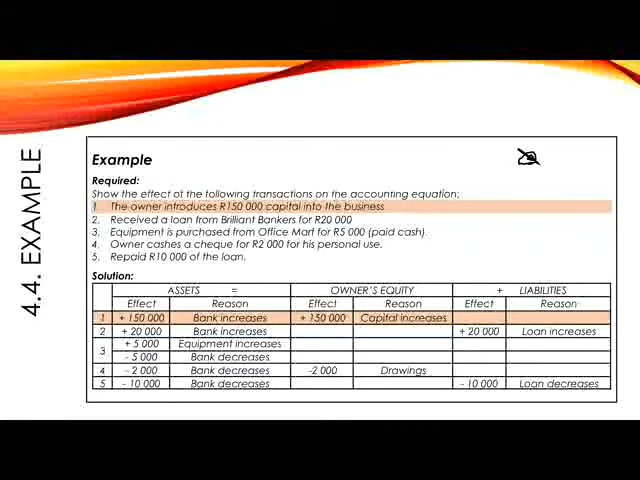 4.4. EXAMPLE
Example
Required:
Show the effect of the following transactions on the accounting equation:
1. The owner introduces R150 000 capital into the business
2. Received a loan from Brilliant Bankers for R20 000
3. Equipment is purchased from Office Mart for R5 000 (paid cash)
4. Owner cashes a cheque for R2 000 for his personal use.
5. Repaid R10 000 of the loan.
Solution:
ASSETS = OWNER'S EQUITY + LIABILITIES
Effect Reason Effect Reason Effect Reason
1 + 150 000 Bank increases + 150 000 Capital increases
2 + 20 000 Bank increases + 20 000 Loan increases
3 + 5 000 Equipment increases
- 5 000 Bank decreases
4 - 2 000 Bank decreases -2 000 Drawings
5 - 10 000 Bank decreases - 10 000 Loan decreases